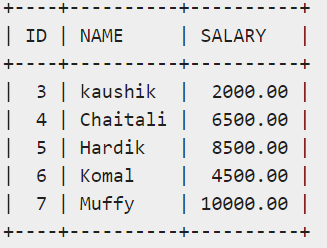 +----+----------+----------+
| ID | NAME     | SALARY   |
+----+----------+----------+
|  3 | kaushik  |  2000.00 |
|  4 | Chaitali |  6500.00 |
|  5 | Hardik   |  8500.00 |
|  6 | Komal    |  4500.00 |
|  7 | Muffy    | 10000.00 |
+----+----------+----------+